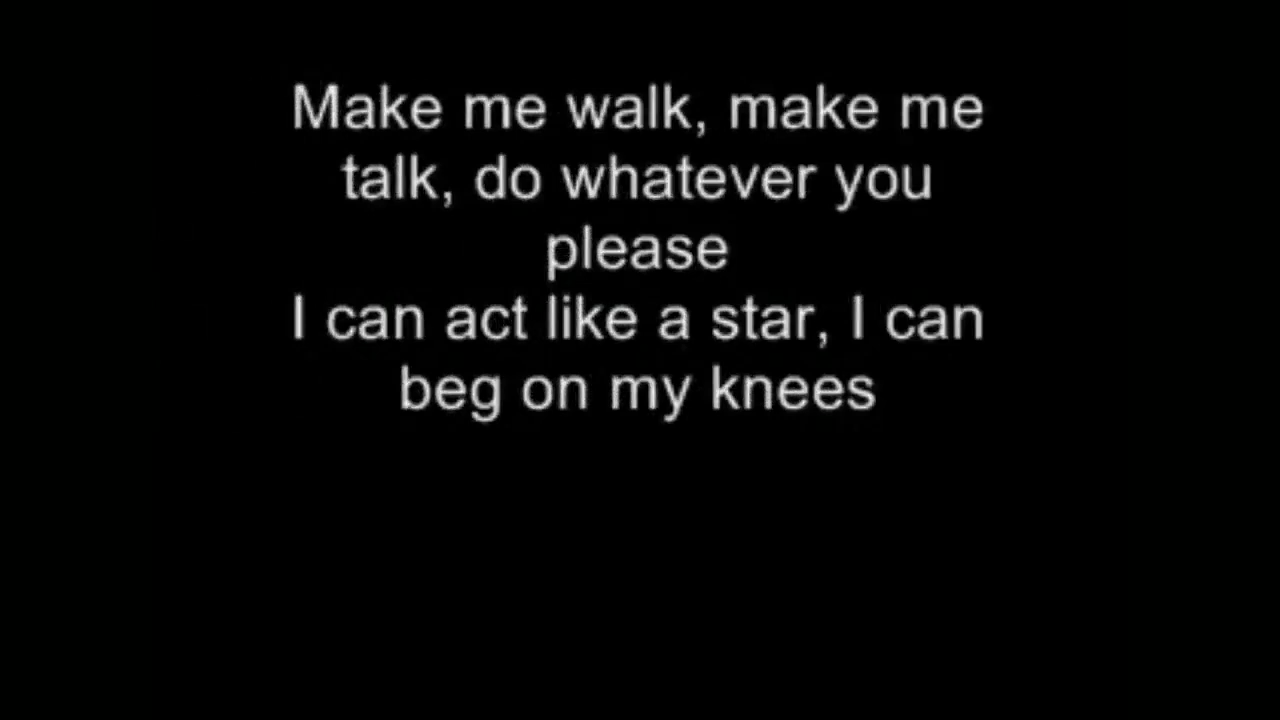 Make me walk, make me
talk, do whatever you
please
I can act like a star, I can
beg on my knees